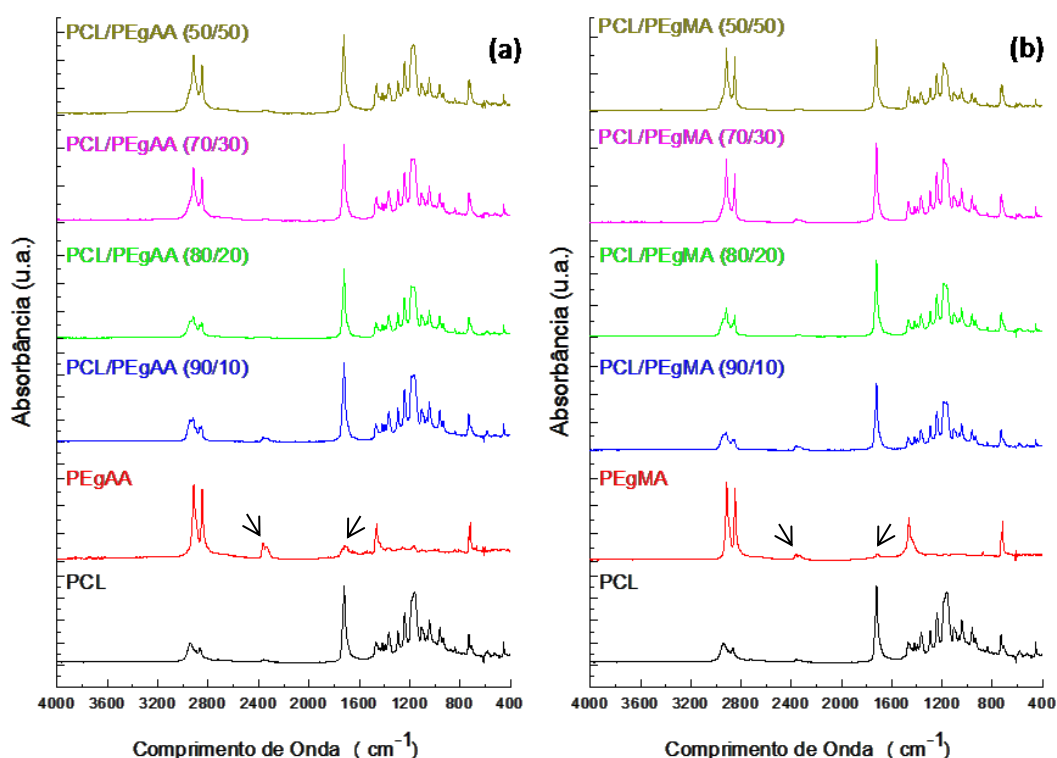 PCL/PEgAA (50/50)
(a)
PCL/PEgAA (70/30)
PCL/PEgAA (80/20)
PCL/PEgAA (90/10)
PEgAA
PCL
Absorbância (u.a.)
4000 3600 3200 2800 2400 2000 1600 1200 800 400
Comprimento de Onda ( cm⁻¹)
PCL/PEgMA (50/50)
(b)
PCL/PEgMA (70/30)
PCL/PEgMA (80/20)
PCL/PEgMA (90/10)
PEgMA
PCL
Absorbância (u.a.)
4000 3600 3200 2800 2400 2000 1600 1200 800 400
Comprimento de Onda ( cm⁻¹)